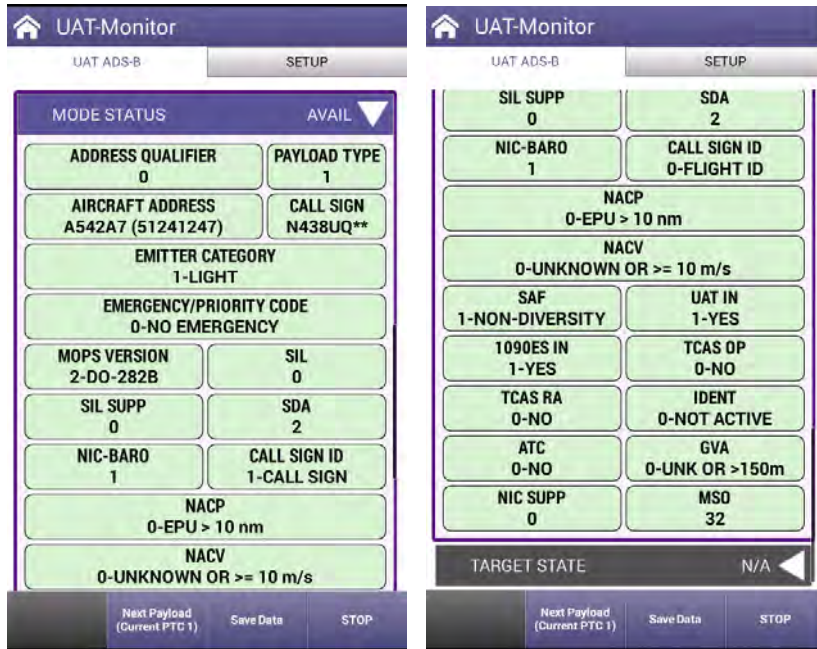 UAT-Monitor
UAT ADS-B
SETUP
MODE STATUS
AVAIL
ADDRESS QUALIFIER
0
PAYLOAD TYPE
1
AIRCRAFT ADDRESS
A542A7 (51241247)
CALL SIGN
N438UQ**
EMITTER CATEGORY
1-LIGHT
EMERGENCY/PRIORITY CODE
0-NO EMERGENCY
MOPS VERSION
2-DO-282B
SIL
0
SIL SUPP
0
SDA
2
NIC-BARO
1
CALL SIGN ID
1-CALL SIGN
NACP
0-EPU > 10 nm
NACV
0-UNKNOWN OR >= 10 m/s
Next Payload
(Current PTC 1)
Save Data
STOP
UAT-Monitor
UAT ADS-B
SETUP
SIL SUPP
0
SDA
2
NIC-BARO
1
CALL SIGN ID
0-FLIGHT ID
NACP
0-EPU > 10 nm
NACV
0-UNKNOWN OR >= 10 m/s
SAF
1-NON-DIVERSITY
UAT IN
1-YES
1090ES IN
1-YES
TCAS OP
0-NO
TCAS RA
0-NO
IDENT
0-NOT ACTIVE
ATC
0-NO
GVA
0-UNK OR >150m
NIC SUPP
0
MSO
32
TARGET STATE
N/A
Next Payload
(Current PTC 1)
Save Data
STOP